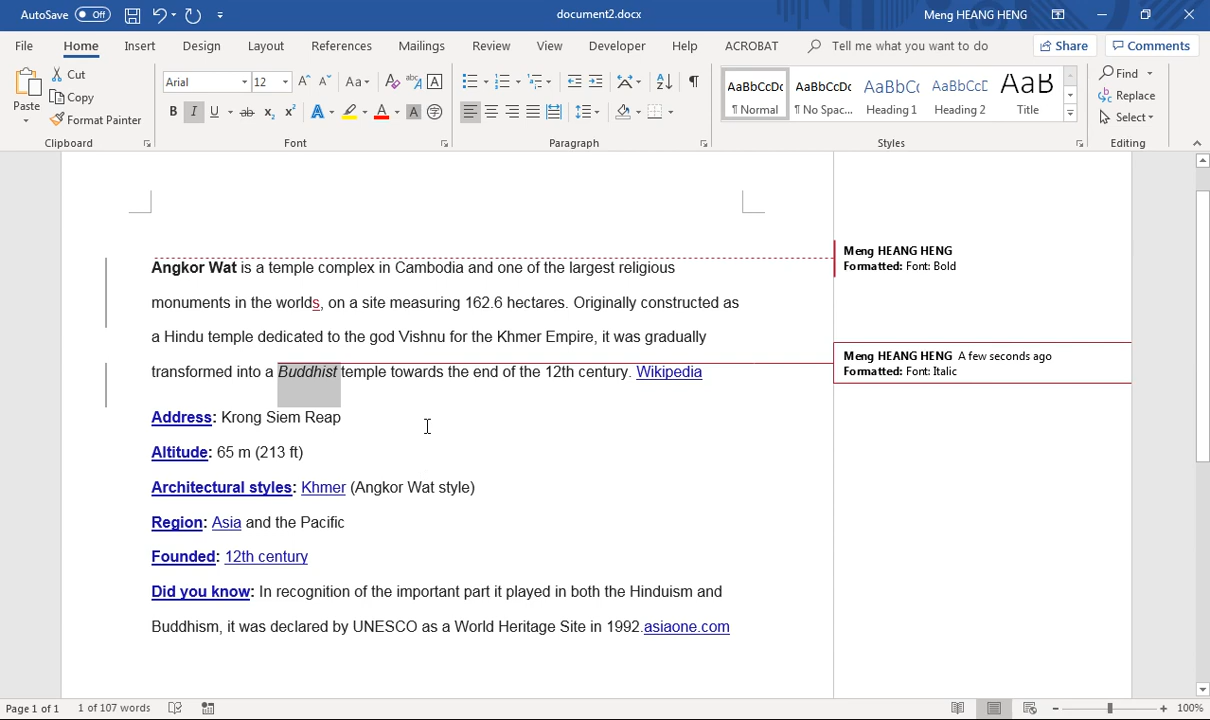 AutoSave Off document2.docx Meng HEANG HENG
File Home Insert Design Layout References Mailings Review View Developer Help ACROBAT Tell me what you want to do Share Comments
Paste Cut Copy Format Painter
Arial 12 Aa A
B I U ab x₂ x² A A A
AaBbCcDc AaBbCcDc AaBbCc AaBbCcD AaB
¶ Normal ¶ No Spac... Heading 1 Heading 2 Title
Find Replace Select
Clipboard Font Paragraph Styles Editing
Angkor Wat is a temple complex in Cambodia and one of the largest religious
monuments in the worlds, on a site measuring 162.6 hectares. Originally constructed as
a Hindu temple dedicated to the god Vishnu for the Khmer Empire, it was gradually
transformed into a Buddhist temple towards the end of the 12th century. Wikipedia
Address: Krong Siem Reap
Altitude: 65 m (213 ft)
Architectural styles: Khmer (Angkor Wat style)
Region: Asia and the Pacific
Founded: 12th century
Did you know: In recognition of the important part it played in both the Hinduism and
Buddhism, it was declared by UNESCO as a World Heritage Site in 1992.asiaone.com
Meng HEANG HENG
Formatted: Font: Bold
Meng HEANG HENG A few seconds ago
Formatted: Font: Italic
Page 1 of 1 1 of 107 words 100%